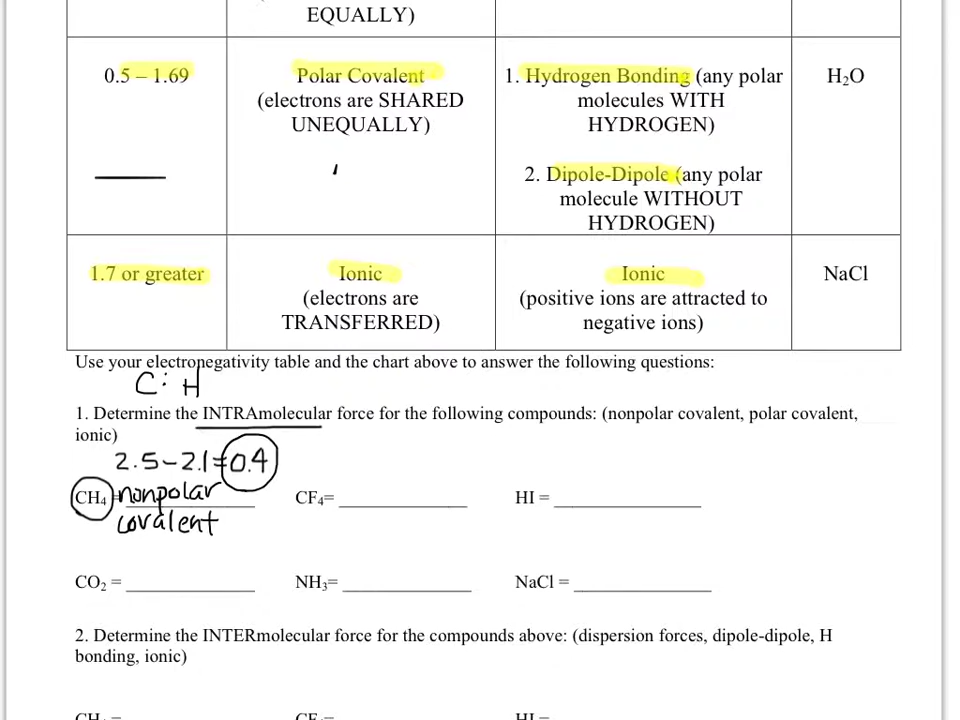 EQUALLY)
0.5 – 1.69
Polar Covalent
(electrons are SHARED
UNEQUALLY)
1. Hydrogen Bonding (any polar
molecules WITH
HYDROGEN)
2. Dipole-Dipole (any polar
molecule WITHOUT
HYDROGEN)
H₂O
1.7 or greater
Ionic
(electrons are
TRANSFERRED)
Ionic
(positive ions are attracted to
negative ions)
NaCl
Use your electronegativity table and the chart above to answer the following questions:
C : H
1. Determine the INTRAmolecular force for the following compounds: (nonpolar covalent, polar covalent,
ionic)
2.5-2.1=0.4
CH₄= nonpolar
covalent
CF₄= ____________
HI = ____________
CO₂ = ____________
NH₃= ____________
NaCl = ____________
2. Determine the INTERmolecular force for the compounds above: (dispersion forces, dipole-dipole, H
bonding, ionic)